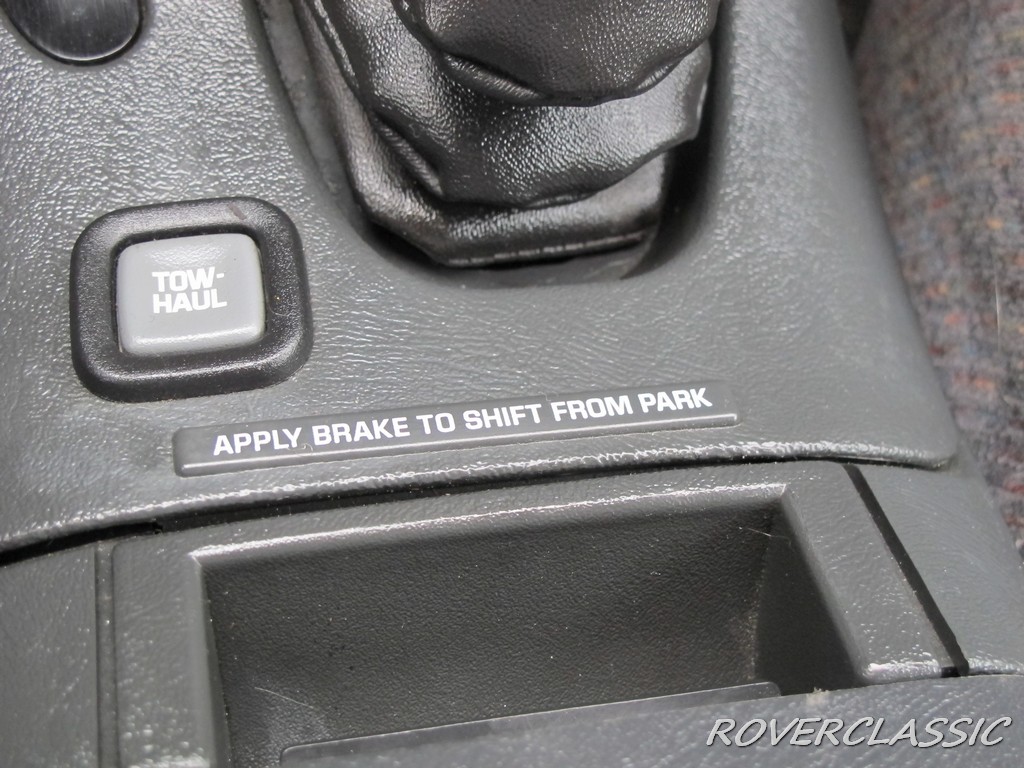 TOW-
HAUL
APPLY BRAKE TO SHIFT FROM PARK
ROVERCLASSIC